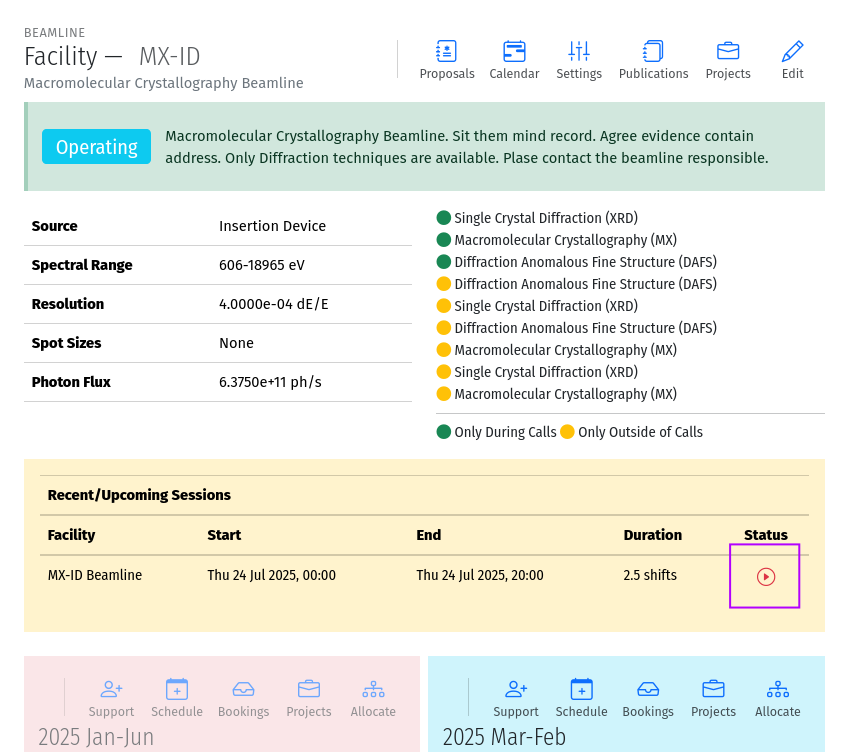 BEAMLINE
Facility — MX-ID
Macromolecular Crystallography Beamline
Proposals Calendar Settings Publications Projects Edit
Operating
Macromolecular Crystallography Beamline. Sit them mind record. Agree evidence contain
address. Only Diffraction techniques are available. Plase contact the beamline responsible.
Source Insertion Device
Spectral Range 606-18965 eV
Resolution 4.0000e-04 dE/E
Spot Sizes None
Photon Flux 6.3750e+11 ph/s
Single Crystal Diffraction (XRD)
Macromolecular Crystallography (MX)
Diffraction Anomalous Fine Structure (DAFS)
Diffraction Anomalous Fine Structure (DAFS)
Single Crystal Diffraction (XRD)
Diffraction Anomalous Fine Structure (DAFS)
Macromolecular Crystallography (MX)
Single Crystal Diffraction (XRD)
Macromolecular Crystallography (MX)
Only During Calls Only Outside of Calls
Recent/Upcoming Sessions
Facility Start End Duration Status
MX-ID Beamline Thu 24 Jul 2025, 00:00 Thu 24 Jul 2025, 20:00 2.5 shifts
Support Schedule Bookings Projects Allocate
2025 Jan-Jun
Support Schedule Bookings Projects Allocate
2025 Mar-Feb